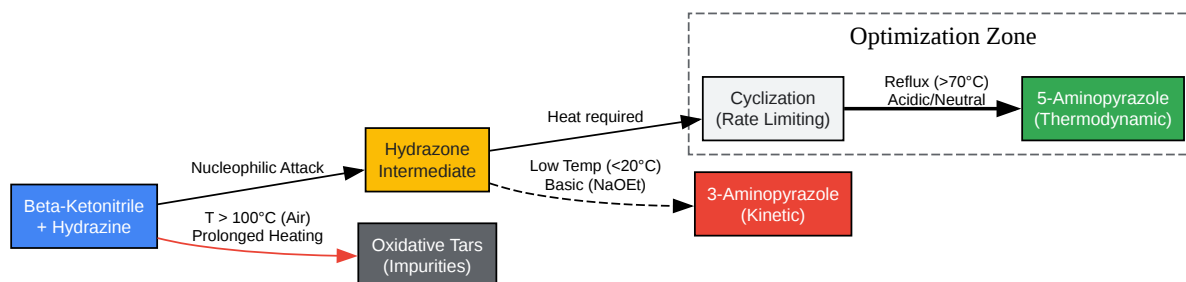 Optimization Zone
Beta-Ketonitrile
+ Hydrazine
Nucleophilic Attack
T > 100°C (Air)
Prolonged Heating
Hydrazone
Intermediate
Oxidative Tars
(Impurities)
Heat required
Low Temp (<20°C)
Basic (NaOEt)
Cyclization
(Rate Limiting)
3-Aminopyrazole
(Kinetic)
Reflux (>70°C)
Acidic/Neutral
5-Aminopyrazole
(Thermodynamic)